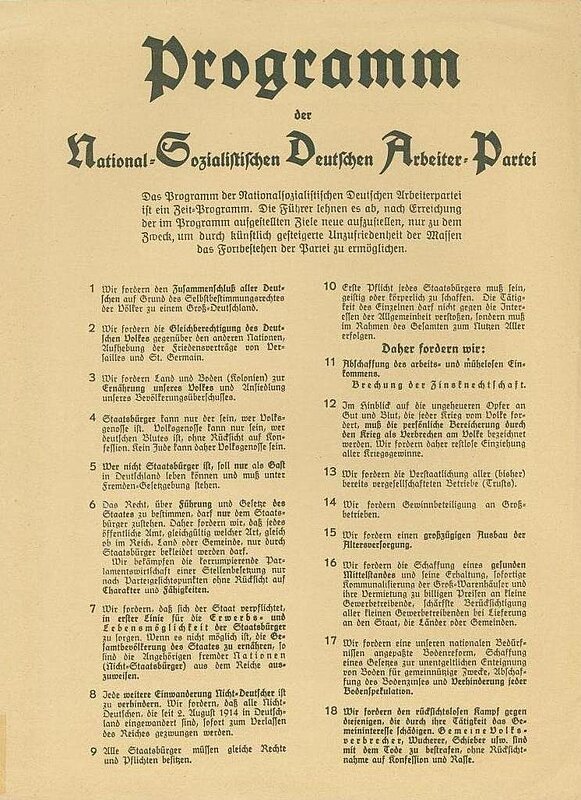 Programm
der
National-Sozialistischen Deutschen Arbeiter-Partei
Das Programm der Nationalsozialistischen Deutschen Arbeiterpartei
ist ein Zeit-Programm. Die Führer lehnen es ab, nach Erreichung
der im Programm aufgestellten Ziele neue aufzustellen, nur zu dem
Zweck, um durch künstlich gesteigerte Unzufriedenheit der Massen
das Fortbestehen der Partei zu ermöglichen.
1 Wir fordern den Zusammenschluß aller Deut-
schen auf Grund des Selbstbestimmungsrechtes
der Völker zu einem Groß-Deutschland.
2 Wir fordern die Gleichberechtigung des Deut-
schen Volkes gegenüber den anderen Nationen,
Aufhebung der Friedensverträge von Ver-
sailles und St. Germain.
3 Wir fordern Land und Boden (Kolonien) zur
Ernährung unseres Volkes und Ansiedlung
unseres Bevölkerungsüberschusses.
4 Staatsbürger kann nur der sein, wer Volks-
genosse ist. Volksgenosse kann nur sein, wer
deutschen Blutes ist, ohne Rücksicht auf Kon-
fession. Kein Jude kann daher Volksgenosse sein.
5 Wer nicht Staatsbürger ist, soll nur als Gast
in Deutschland leben können und muß unter
Fremden-Gesetzgebung stehen.
6 Das Recht, über Führung und Gesetze des
Staates zu bestimmen, darf nur dem Staats-
bürger zustehen. Daher fordern wir, daß jedes
öffentliche Amt, gleichgültig welcher Art, gleich
ob im Reich, Land oder Gemeinde, nur durch
Staatsbürger bekleidet werden darf.
Wir bekämpfen die korrumpierende Par-
lamentswirtschaft einer Stellenbesetzung nur
nach Parteigesichtspunkten ohne Rücksicht auf
Charakter und Fähigkeiten.
7 Wir fordern, daß sich der Staat verpflichtet,
in erster Linie für die Erwerbs- und
Lebensmöglichkeit der Staatsbürger
zu sorgen. Wenn es nicht möglich ist, die Ge-
samtbevölkerung des Staates zu ernähren, so
sind die Angehörigen fremder Nationen
(Nicht-Staatsbürger) aus dem Reiche aus-
zuweisen.
8 Jede weitere Einwanderung Nicht-Deutscher ist
zu verhindern. Wir fordern, daß alle Nicht-
Deutschen, die seit 2. August 1914 in Deutsch-
land eingewandert sind, sofort zum Verlassen
des Reiches gezwungen werden.
9 Alle Staatsbürger müssen gleiche Rechte
und Pflichten besitzen.
10 Erste Pflicht jedes Staatsbürgers muß sein,
geistig oder körperlich zu schaffen. Die Tätig-
keit des Einzelnen darf nicht gegen die Inter-
essen der Allgemeinheit verstoßen, sondern muß
im Rahmen des Gesamten zum Nutzen Aller
erfolgen.
Daher fordern wir:
11 Abschaffung des arbeits- und mühelosen Ein-
kommens.
Brechung der Zinsknechtschaft.
12 Im Hinblick auf die ungeheueren Opfer an
Gut und Blut, die jeder Krieg vom Volke for-
dert, muß die persönliche Bereicherung durch
den Krieg als Verbrechen am Volke bezeichnet
werden. Wir fordern daher restlose Einziehung
aller Kriegsgewinne.
13 Wir fordern die Verstaatlichung aller (bisher)
bereits vergesellschafteten Betriebe (Trusts).
14 Wir fordern Gewinnbeteiligung an Groß-
betrieben.
15 Wir fordern einen großzügigen Ausbau der
Altersversorgung.
16 Wir fordern die Schaffung eines gesunden
Mittelstandes und seine Erhaltung, sofortige
Kommunalisierung der Groß-Warenhäuser und
ihre Vermietung zu billigen Preisen an kleine
Gewerbetreibende, schärfste Berücksichtigung
aller kleinen Gewerbetreibenden bei Lieferung
an den Staat, die Länder oder Gemeinden.
17 Wir fordern eine unseren nationalen Bedürf-
nissen angepaßte Bodenreform, Schaffung
eines Gesetzes zur unentgeltlichen Enteignung
von Boden für gemeinnützige Zwecke, Abschaf-
fung des Bodenzinses und Verhinderung jeder
Bodenspekulation.
18 Wir fordern den rücksichtslosen Kampf gegen
diejenigen, die durch ihre Tätigkeit das Ge-
meininteresse schädigen. Gemeine Volks-
verbrecher, Wucherer, Schieber usw. sind
mit dem Tode zu bestrafen, ohne Rücksicht-
nahme auf Konfession und Rasse.